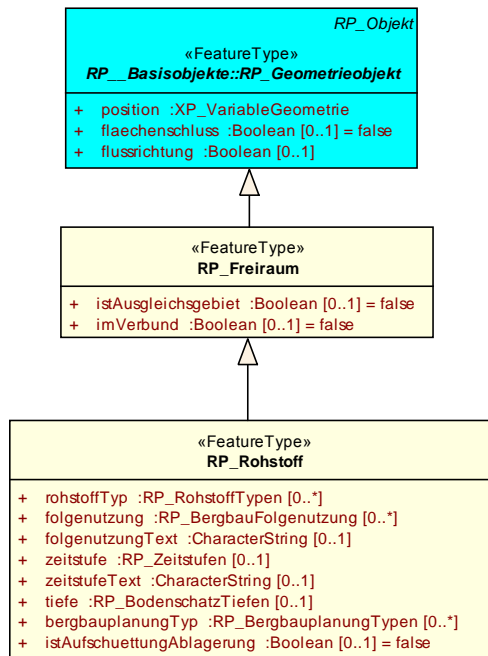 RP_Objekt
«FeatureType»
RP__Basisobjekte::RP_Geometrieobjekt
+ position :XP_VariableGeometrie
+ flaechenschluss :Boolean [0..1] = false
+ flussrichtung :Boolean [0..1]
«FeatureType»
RP_Freiraum
+ istAusgleichsgebiet :Boolean [0..1] = false
+ imVerbund :Boolean [0..1] = false
«FeatureType»
RP_Rohstoff
+ rohstoffTyp :RP_RohstoffTypen [0..*]
+ folgenutzung :RP_BergbauFolgenutzung [0..*]
+ folgenutzungText :CharacterString [0..1]
+ zeitstufe :RP_Zeitstufen [0..1]
+ zeitstufeText :CharacterString [0..1]
+ tiefe :RP_BodenschatzTiefen [0..1]
+ bergbauplanungTyp :RP_BergbauplanungTypen [0..*]
+ istAufschuettungAblagerung :Boolean [0..1] = false